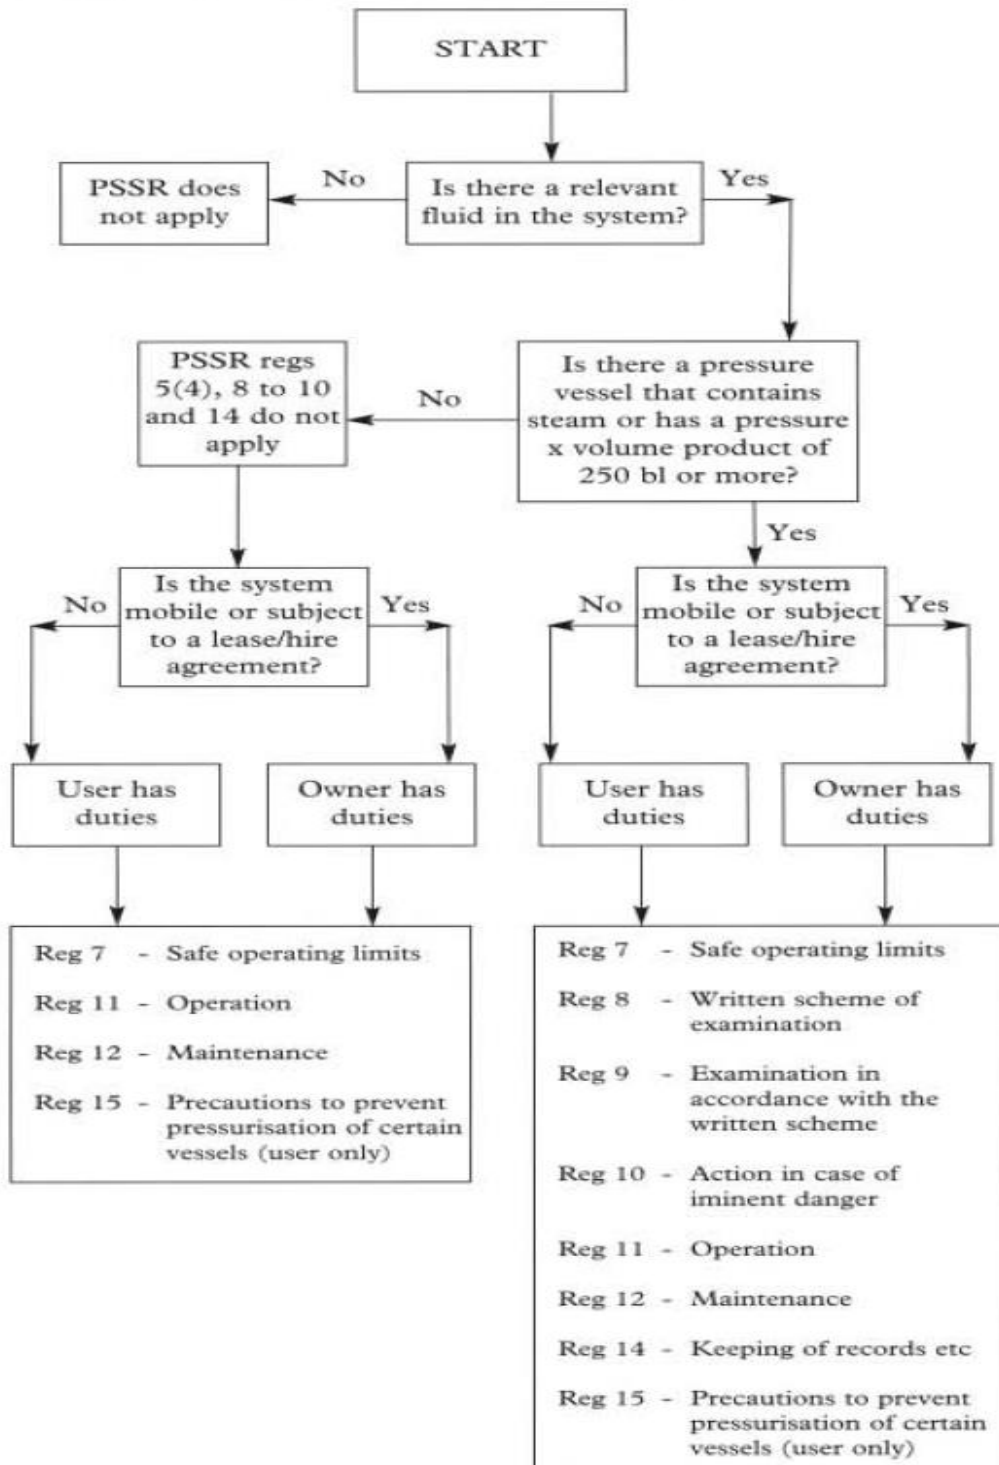 START
No
Yes
PSSR does
not apply
Is there a relevant
fluid in the system?
PSSR regs
5(4), 8 to 10
and 14 do not
apply
No
Is there a pressure
vessel that contains
steam or has a pressure
x volume product of
250 bl or more?
Yes
No
Is the system
mobile or subject
to a lease/hire
agreement?
Yes
No
Is the system
mobile or subject
to a lease/hire
agreement?
Yes
User has
duties
Owner has
duties
User has
duties
Owner has
duties
Reg 7 - Safe operating limits
Reg 11 - Operation
Reg 12 - Maintenance
Reg 15 - Precautions to prevent
pressurisation of certain
vessels (user only)
Reg 7 - Safe operating limits
Reg 8 - Written scheme of
examination
Reg 9 - Examination in
accordance with the
written scheme
Reg 10 - Action in case of
iminent danger
Reg 11 - Operation
Reg 12 - Maintenance
Reg 14 - Keeping of records etc
Reg 15 - Precautions to prevent
pressurisation of certain
vessels (user only)